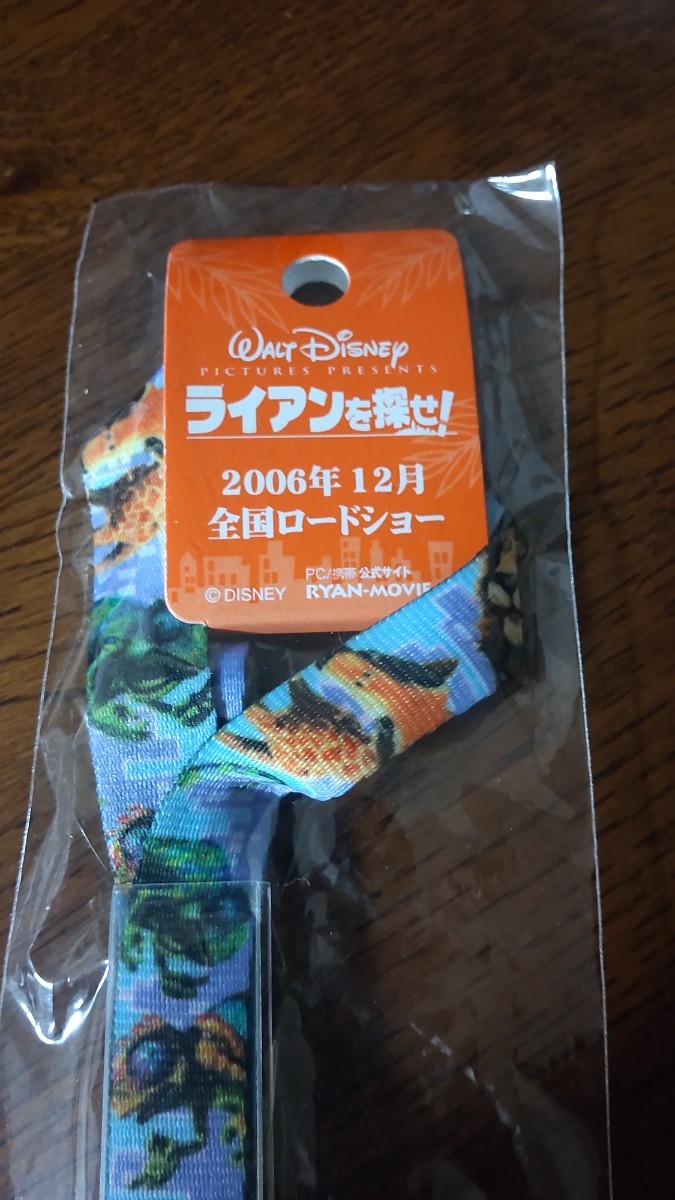 WALT DISNEY
PICTURES PRESENTS
ライアンを探せ!
2006年 12月
全国ロードショー
PC/携帯 公式サイト
© DISNEY RYAN-MOVIE